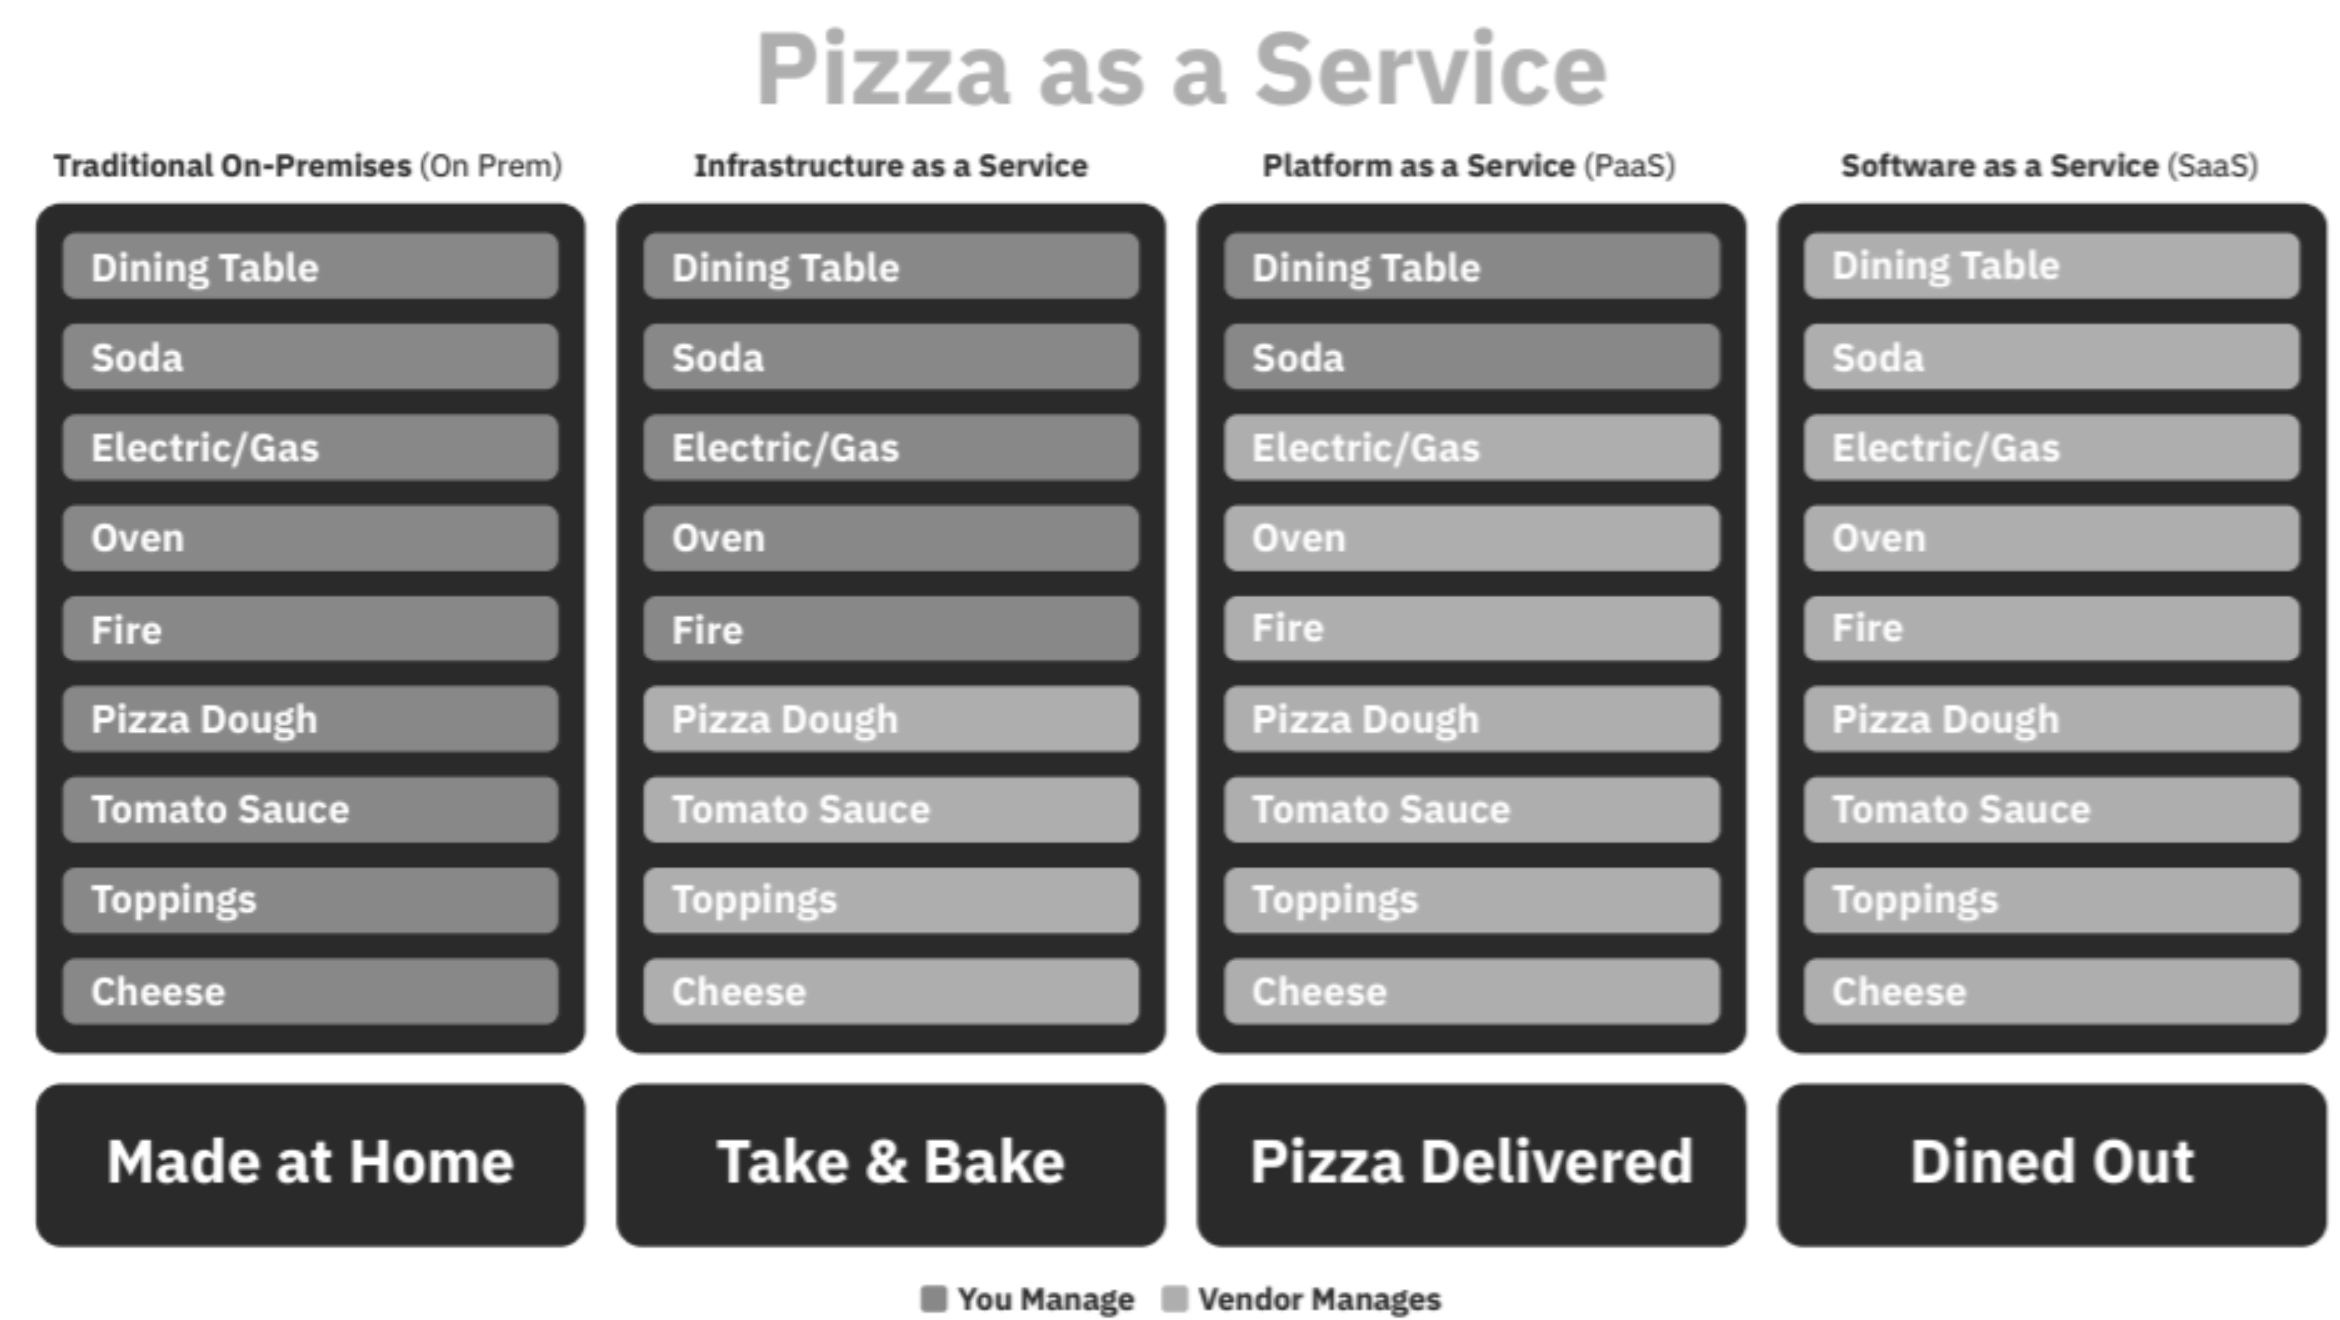 Pizza as a Service
Traditional On-Premises (On Prem)
Dining Table
Soda
Electric/Gas
Oven
Fire
Pizza Dough
Tomato Sauce
Toppings
Cheese
Made at Home
Infrastructure as a Service
Dining Table
Soda
Electric/Gas
Oven
Fire
Pizza Dough
Tomato Sauce
Toppings
Cheese
Take & Bake
Platform as a Service (PaaS)
Dining Table
Soda
Electric/Gas
Oven
Fire
Pizza Dough
Tomato Sauce
Toppings
Cheese
Pizza Delivered
Software as a Service (SaaS)
Dining Table
Soda
Electric/Gas
Oven
Fire
Pizza Dough
Tomato Sauce
Toppings
Cheese
Dined Out
You Manage
Vendor Manages